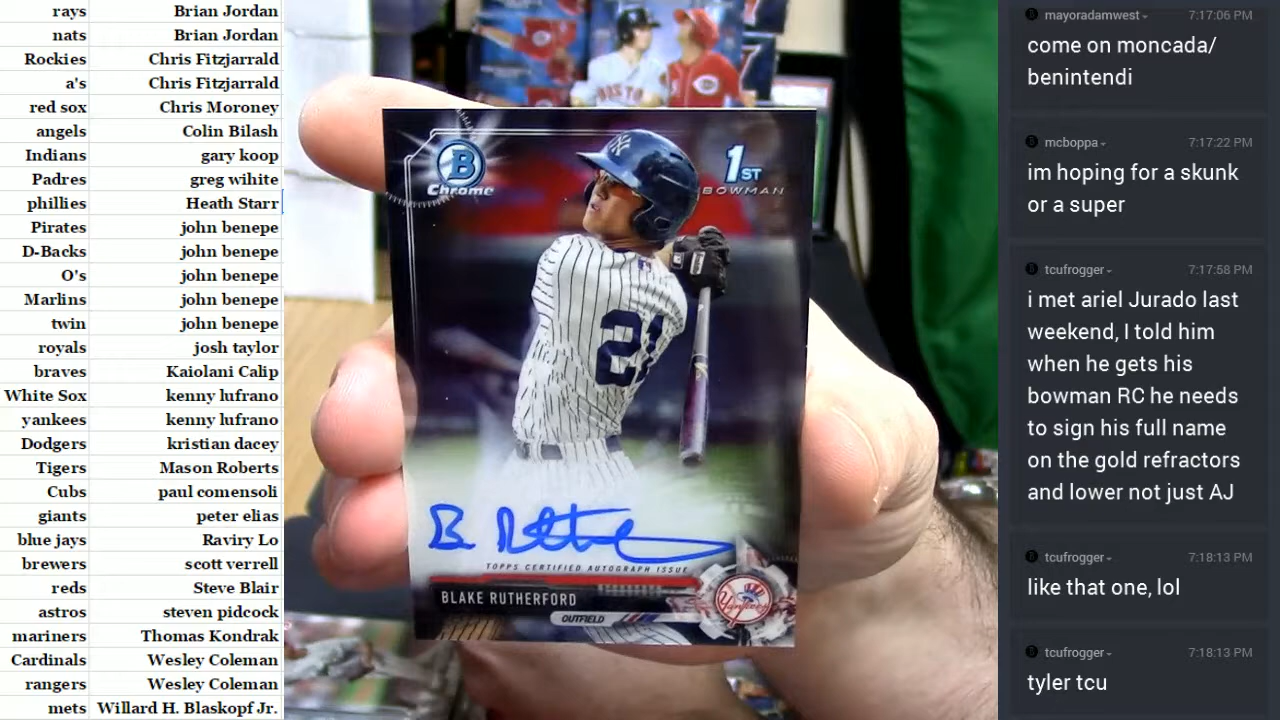 rays Brian Jordan
nats Brian Jordan
Rockies Chris Fitzjarrald
a's Chris Fitzjarrald
red sox Chris Moroney
angels Colin Bilash
Indians gary koop
Padres greg wihite
phillies Heath Starr
Pirates john benepe
D-Backs john benepe
O's john benepe
Marlins john benepe
twin john benepe
royals josh taylor
braves Kaiolani Calip
White Sox kenny lufrano
yankees kenny lufrano
Dodgers kristian dacey
Tigers Mason Roberts
Cubs paul comensoli
giants peter elias
blue jays Raviry Lo
brewers scott verrell
reds Steve Blair
astros steven pidcock
mariners Thomas Kondrak
Cardinals Wesley Coleman
rangers Wesley Coleman
mets Willard H. Blaskopf Jr.
BOSTON
B
Chrome
1ST
BOWMAN
21
B. Ruthe
TOPPS CERTIFIED AUTOGRAPH ISSUE
BLAKE RUTHERFORD
OUTFIELD
Yankees
mayoradamwest 7:17:06 PM
come on moncada/
benintendi
mcboppa 7:17:22 PM
im hoping for a skunk
or a super
tcufrogger 7:17:58 PM
i met ariel Jurado last
weekend, I told him
when he gets his
bowman RC he needs
to sign his full name
on the gold refractors
and lower not just AJ
tcufrogger 7:18:13 PM
like that one, lol
tcufrogger 7:18:13 PM
tyler tcu